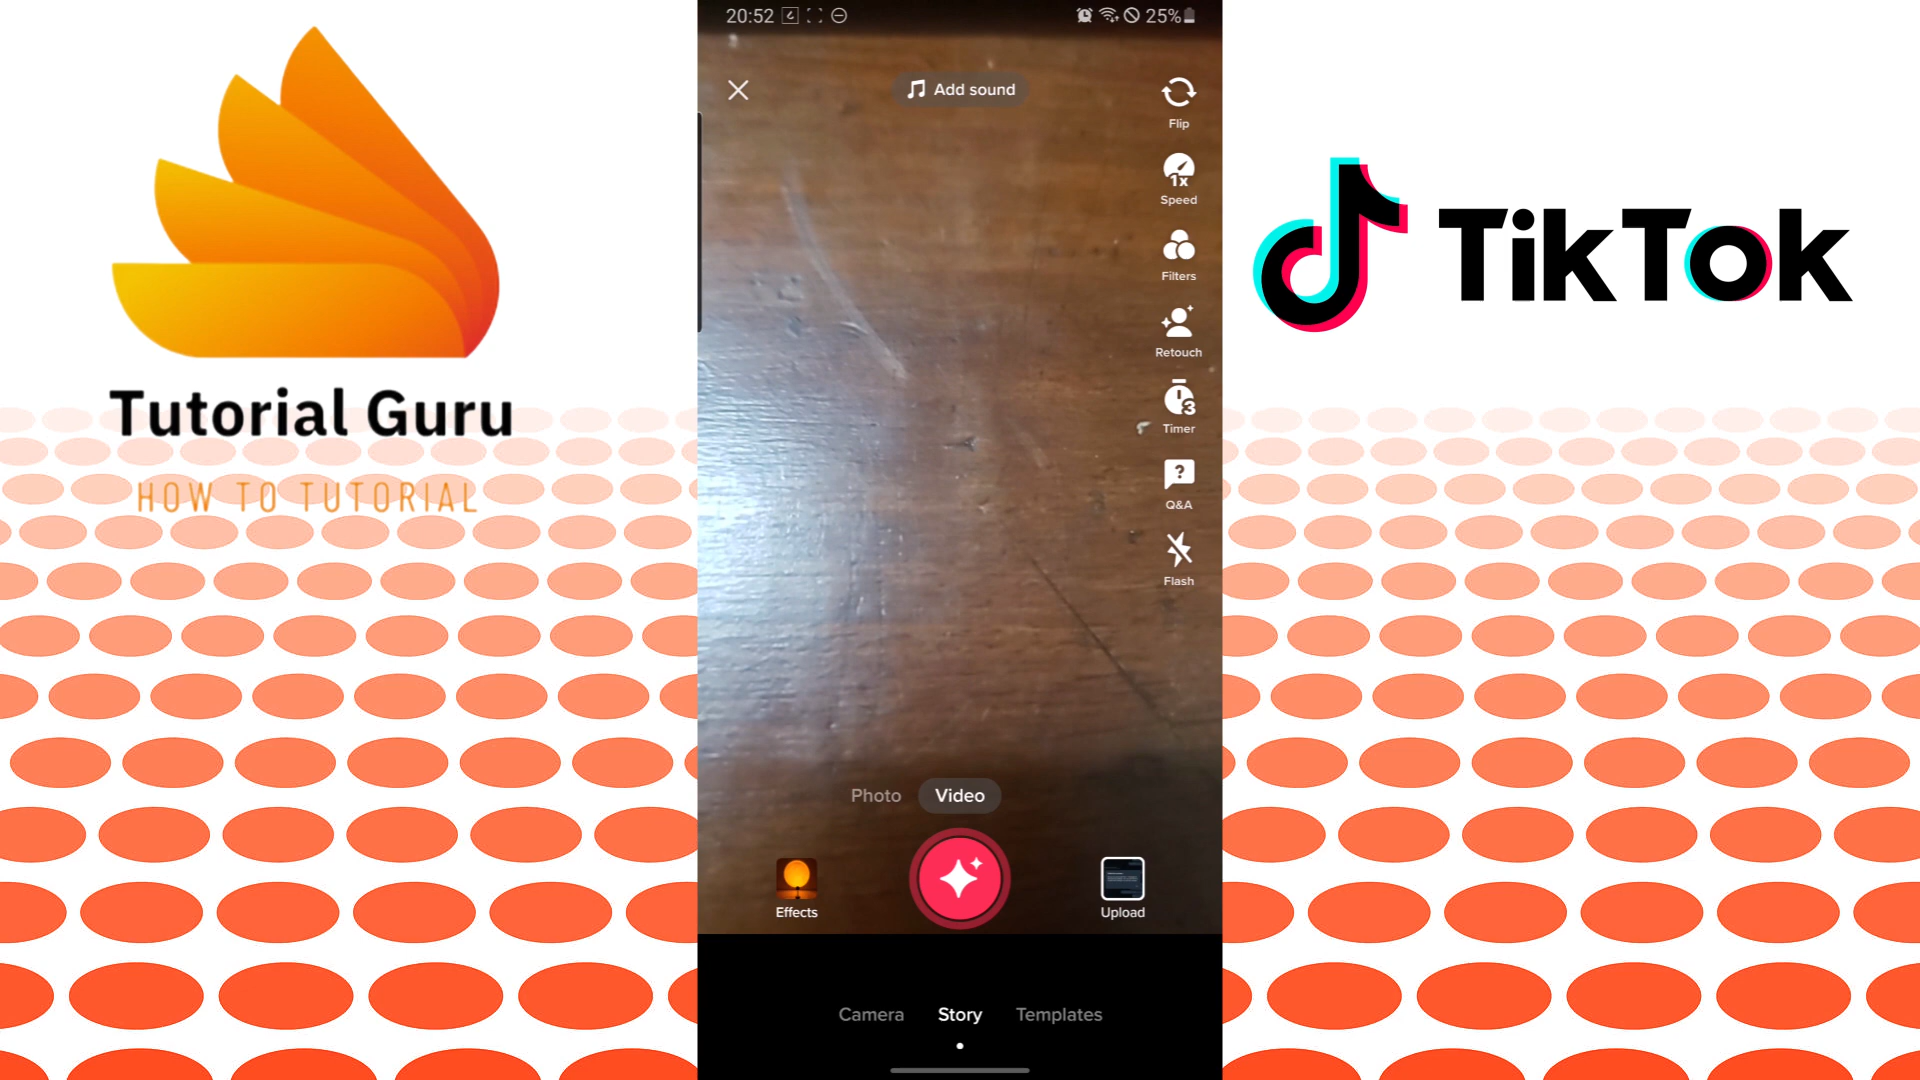 Tutorial Guru
HOW TO TUTORIAL
20:52
25%
Add sound
Flip
1x
Speed
Filters
Retouch
3
Timer
?
Q&A
Flash
Photo
Video
Effects
Upload
Camera
Story
Templates
TikTok